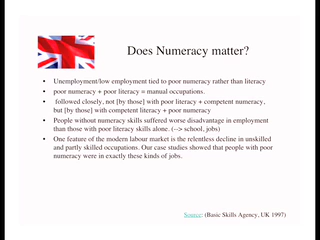 Does Numeracy matter?
• Unemployment/low employment tied to poor numeracy rather than literacy
• poor numeracy + poor literacy = manual occupations.
• followed closely, not [by those] with poor literacy + competent numeracy,
but [by those] with competent literacy + poor numeracy
• People without numeracy skills suffered worse disadvantage in employment
than those with poor literacy skills alone. (--> school, jobs)
• One feature of the modern labour market is the relentless decline in unskilled
and partly skilled occupations. Our case studies showed that people with poor
numeracy were in exactly these kinds of jobs.
Source: (Basic Skills Agency, UK 1997)